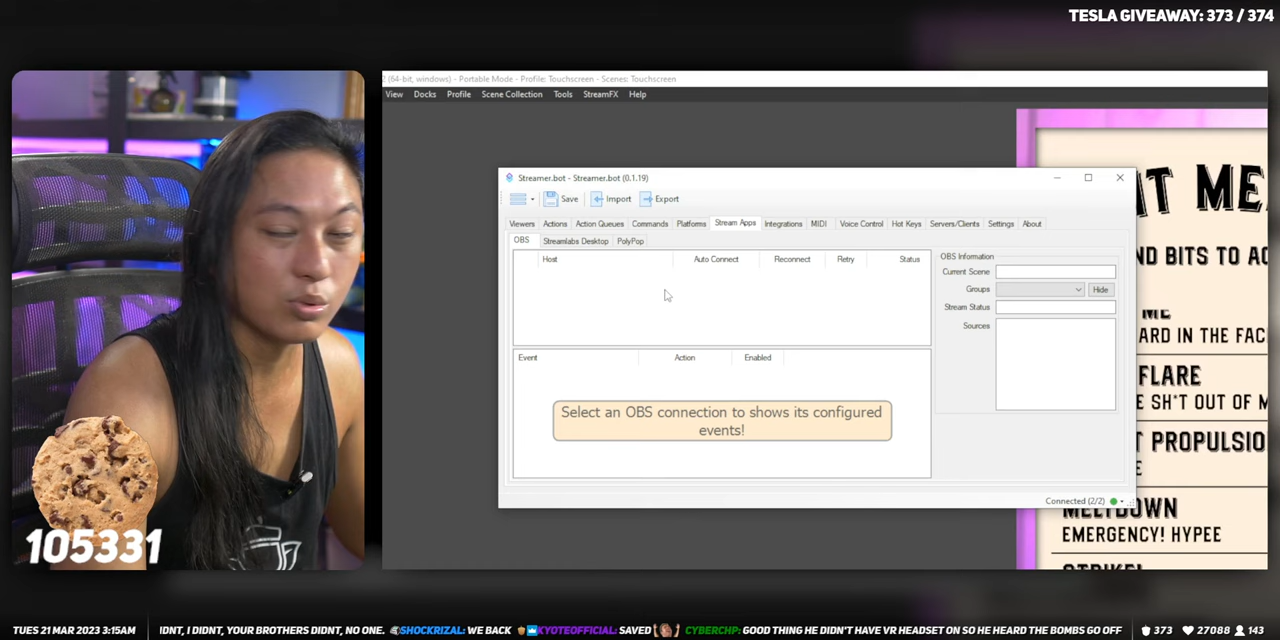 TESLA GIVEAWAY: 373 / 374
2 (64-bit, windows) - Portable Mode - Profile: Touchscreen - Scenes: Touchscreen
View Docks Profile Scene Collection Tools StreamFX Help
Streamer.bot - Streamer.bot (0.1.19)
Save Import Export
Viewers Actions Action Queues Commands Platforms Stream Apps Integrations MIDI Voice Control Hot Keys Servers/Clients Settings About
OBS Streamlabs Desktop PolyPop
Host Auto Connect Reconnect Retry Status
OBS Information
Current Scene
Groups Hide
Stream Status
Sources
Event Action Enabled
Select an OBS connection to shows its configured
events!
Connected (2/2)
ND BITS TO
ME
ARD IN THE FAC
FLARE
E SH*T OUT OF M
T PROPULSIO
E
MELTDOWN
EMERGENCY! HYPEE
STRIKE!
105331
TUES 21 MAR 2023 3:15AM IDNT, I DIDNT, YOUR BROTHERS DIDNT, NO ONE. SHOCKRIZAL: WE BACK KYOTEOFFICIAL: SAVED CYBERCHP: GOOD THING HE DIDN'T HAVE VR HEADSET ON SO HE HEARD THE BOMBS GO OFF 373 27088 143